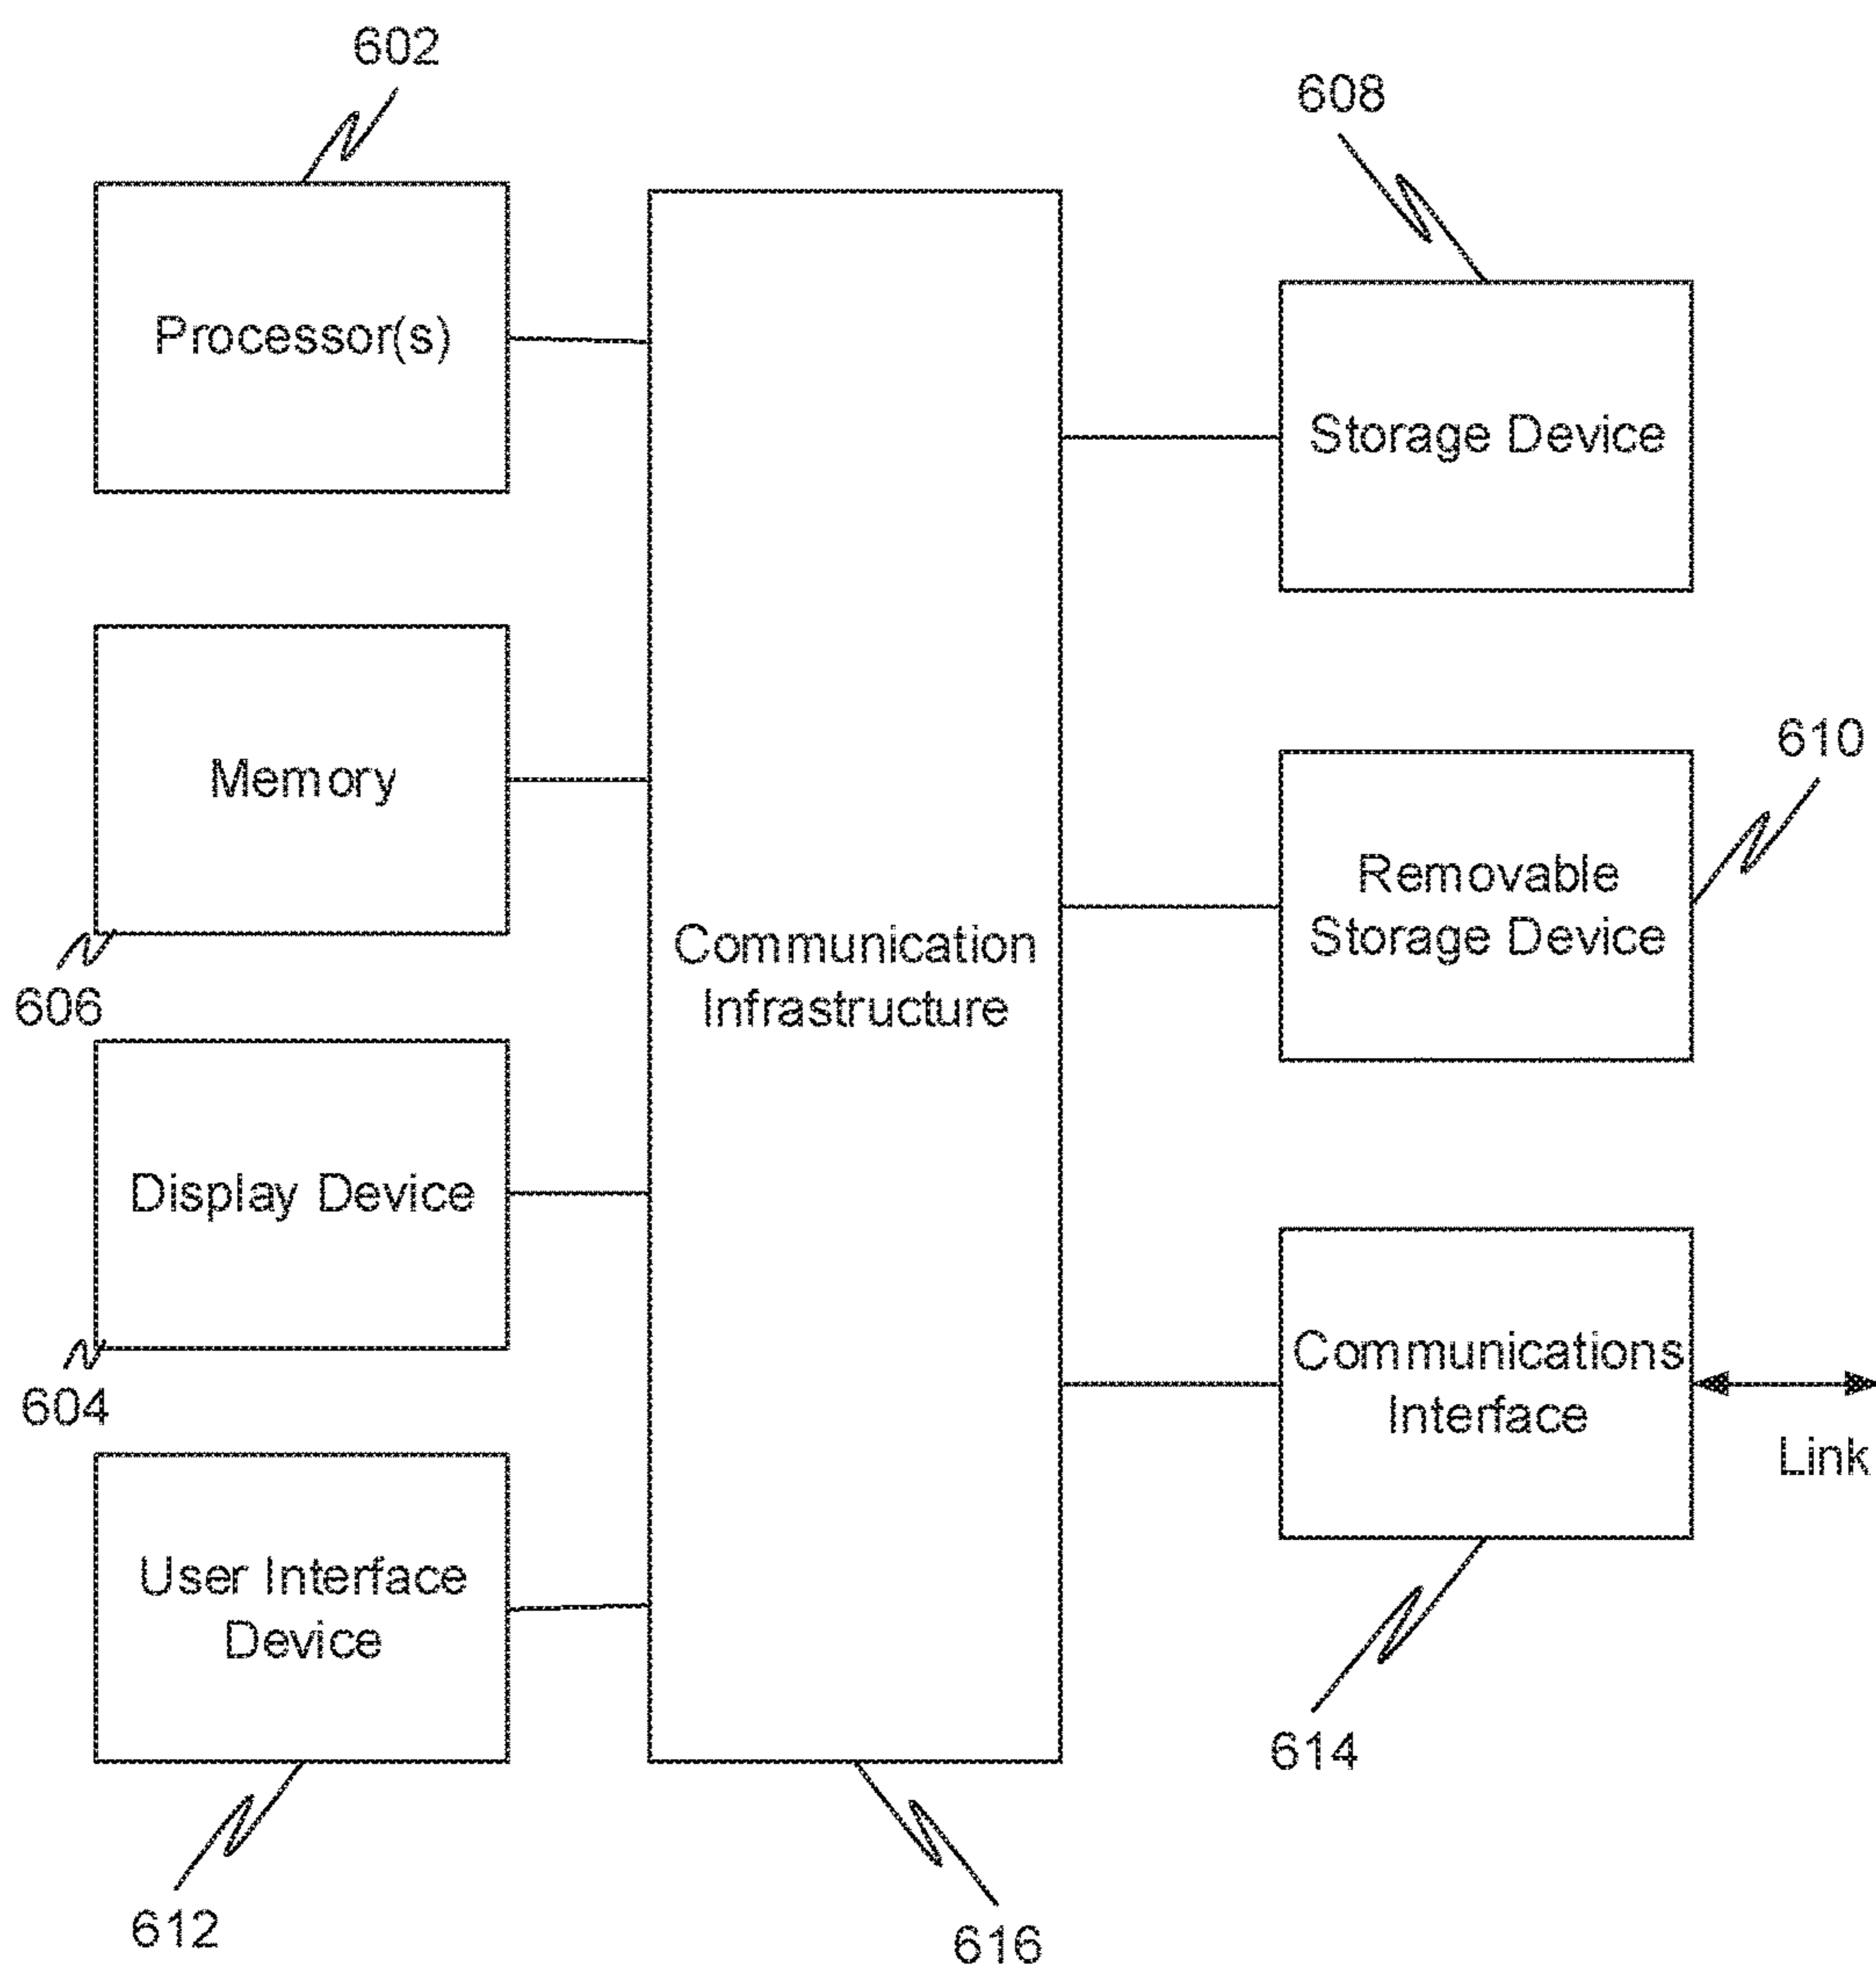 602
608
Processor(s)
Storage Device
610
Memory
Removable
Storage Device
606
Communication
Infrastructure
Display Device
604
Communications
Interface
Link
User Interface
Device
614
612
616